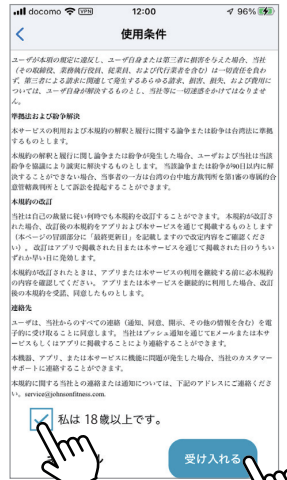 docomo VPN 12:00 96%
使用条件
ユーザが本項の規定に違反し、ユーザ自身または第三者に損害を与えた場合、当社
（その取締役、業務執行役員、従業員、および代行業者を含む）は一切責任を負わ
ず、第三者による請求に関連して発生するあらゆる請求、損害、損失、および費用に
ついては、ユーザ自身が解決するものとし、当社等に一切迷惑をかけてはなりませ
ん。
準拠法および紛争解決
本サービスの利用および本規約の解釈と履行に関する論争または紛争は台湾法に準拠
するものとします。
本規約の解釈と履行に関し論争または紛争が発生した場合、ユーザおよび当社は当該
紛争を協議により誠実に解決するものとします。 当該論争または紛争が90日以内に解
決することができない場合、当事者の一方は台湾の台中地方裁判所を第1審の専属的合
意管轄裁判所として訴訟を提起することができます。
本規約の改訂
当社は自己の裁量に従い何時でも本規約を改訂することができます。 本規約が改訂さ
れた場合、改訂後の本規約をアプリおよび本サービスを通じて掲載するものとします
（本ページの冒頭部分に「最終更新日」を記載しますので改定内容をご確認くださ
い）。 改訂はアプリで掲載された日または本サービスを通じて掲載された日のうちい
ずれか早い日に発効します。
本規約が改訂されたときは、アプリまたは本サービスの利用を継続する前に必ず本規約
の内容を確認してください。 アプリまたは本サービスを継続的に利用した場合、改訂
後の本規約を受諾、同意したものとします。
連絡先
ユーザは、当社からのすべての連絡（通知、同意、開示、その他の情報を含む）を電
子的に受け取ることに同意します。 当社はプッシュ通知を通じてEメールまたは本サ
ービスもしくはアプリに掲載することにより連絡することができます。
本機器、アプリ、または本サービスに機能に問題が発生した場合、当社のカスタマー
サポートに連絡することができます。
本規約に関する当社との連絡または通知については、下記のアドレスにご連絡くださ
い。service@johnsonfitness.com.
私は 18歳以上です。
受け入れる